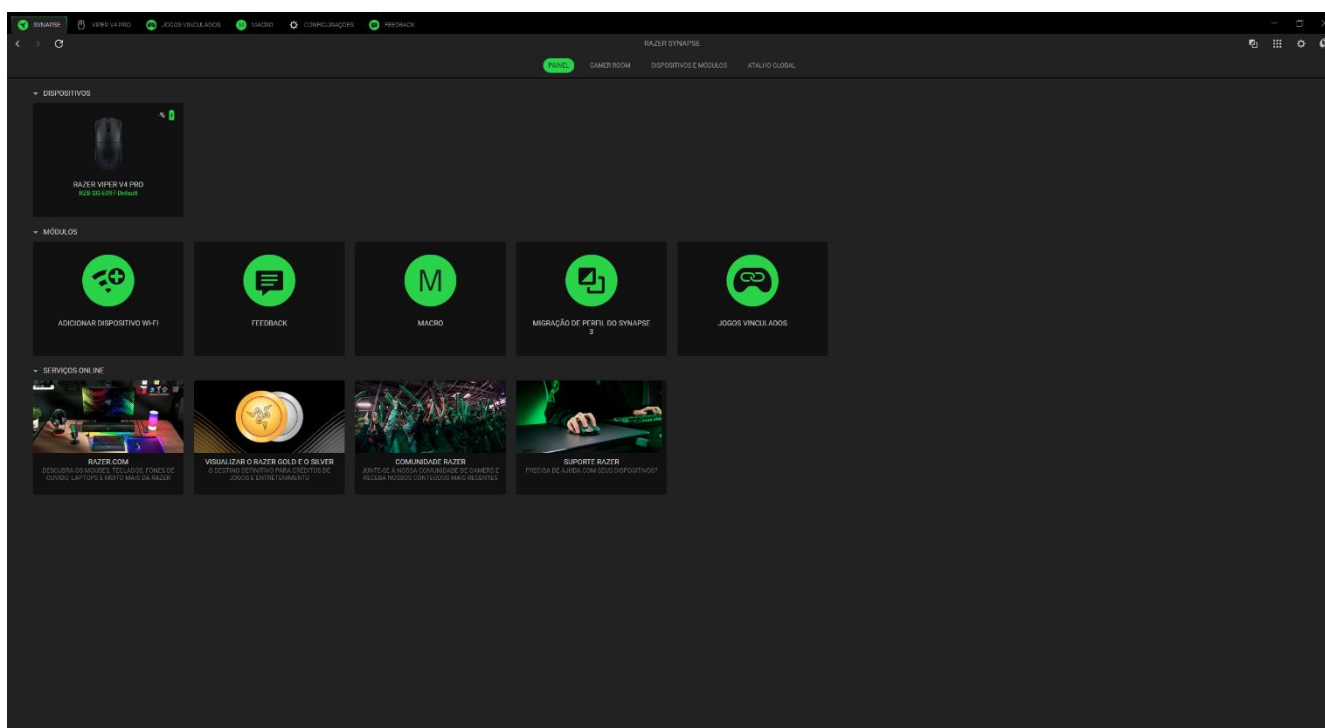 SYNAPSE
VIPER V4 PRO
JOGOS VINCULADOS
MACRO
CONFIGURAÇÕES
FEEDBACK
RAZER SYNAPSE
PAINEL
GAMER ROOM
DISPOSITIVOS E MÓDULOS
ATALHO GLOBAL
DISPOSITIVOS
-%
RAZER VIPER V4 PRO
DISPOSITIVOS
MÓDULOS
ADICIONAR DISPOSITIVO WI-FI
FEEDBACK
M
MACRO
MIGRAÇÃO DE PERFIL DO SYNAPSE
3
JOGOS VINCULADOS
SERVIÇOS ONLINE
RAZER.COM
DESCUBRA OS MOUSES, TECLADOS, FONES DE
OUVIDO, LAPTOPS E MUITO MAIS DA RAZER
VISUALIZAR O RAZER GOLD E O SILVER
O DESTINO DEFINITIVO PARA CRÉDITOS DE
JOGOS E ENTRETENIMENTO
COMUNIDADE RAZER
JUNTE-SE À NOSSA COMUNIDADE DE GAMERS E
RECEBA NOSSOS CONTEÚDOS MAIS RECENTES
SUPORTE RAZER
PRECISA DE AJUDA COM SEUS DISPOSITIVOS?